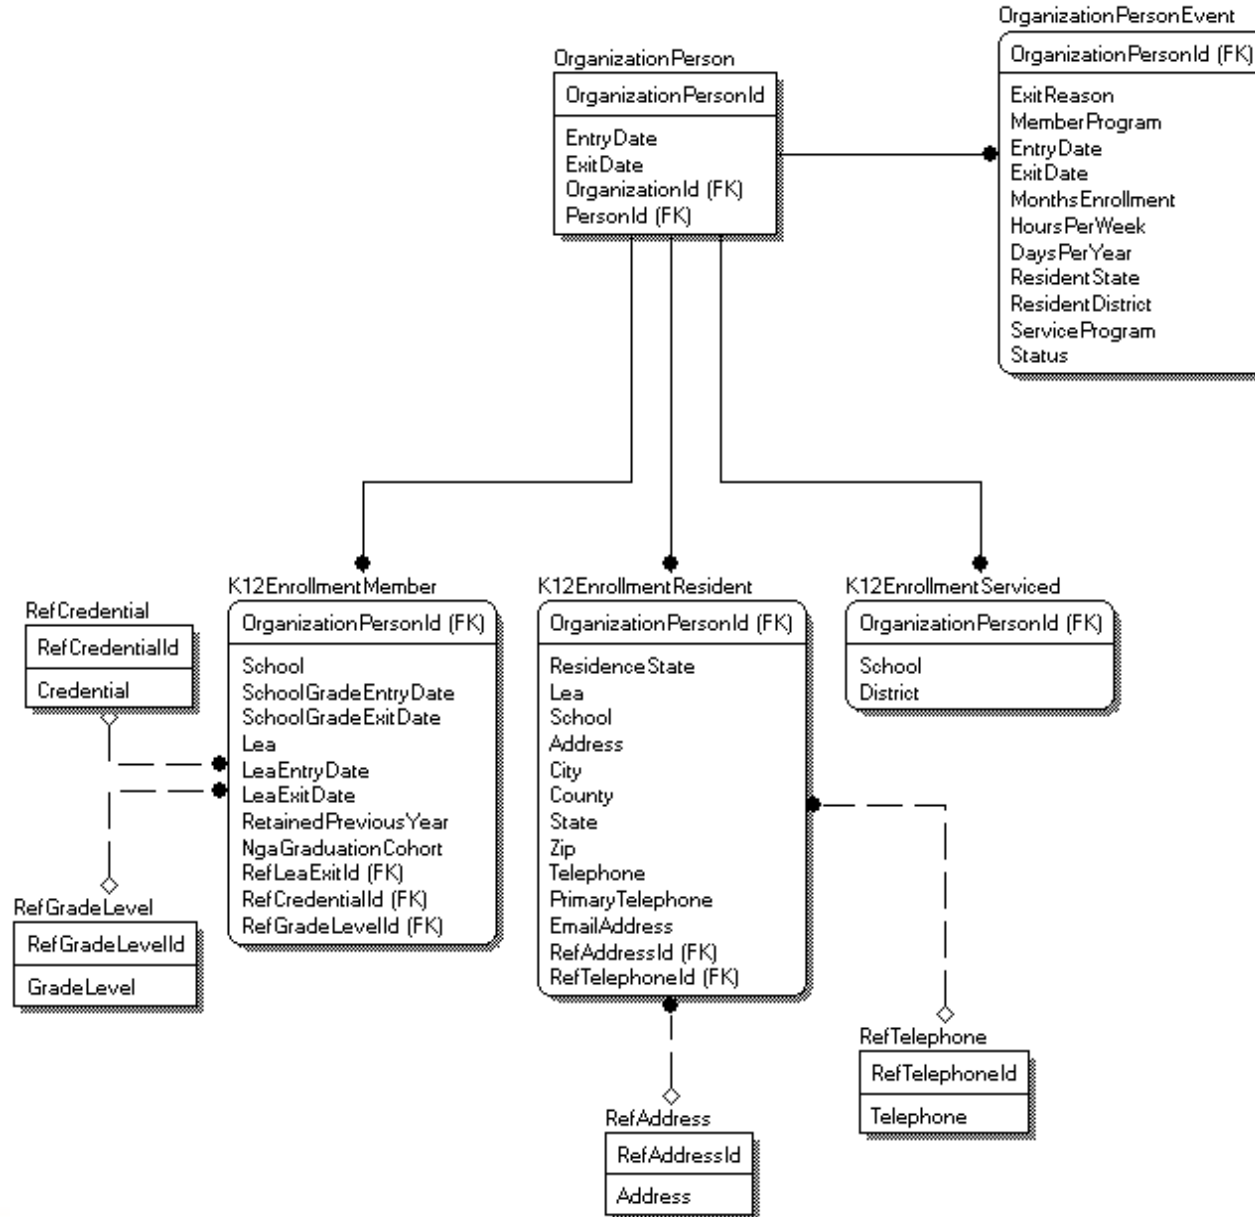 OrganizationPersonEvent
OrganizationPersonId (FK)
ExitReason
MemberProgram
EntryDate
ExitDate
MonthsEnrollment
HoursPerWeek
DaysPerYear
ResidentState
ResidentDistrict
ServiceProgram
Status
OrganizationPerson
OrganizationPersonId
EntryDate
ExitDate
OrganizationId (FK)
PersonId (FK)
K12EnrollmentMember
OrganizationPersonId (FK)
School
SchoolGradeEntryDate
SchoolGradeExitDate
Lea
LeaEntryDate
LeaExitDate
RetainedPreviousYear
NgaGraduationCohort
RefLeaExitId (FK)
RefCredentialId (FK)
RefGradeLevelId (FK)
K12EnrollmentResident
OrganizationPersonId (FK)
ResidenceState
Lea
School
Address
City
County
State
Zip
Telephone
PrimaryTelephone
EmailAddress
RefAddressId (FK)
RefTelephoneId (FK)
K12EnrollmentServiced
OrganizationPersonId (FK)
School
District
RefCredential
RefCredentialId
Credential
RefGradeLevel
RefGradeLevelId
GradeLevel
RefTelephone
RefTelephoneId
Telephone
RefAddress
RefAddressId
Address